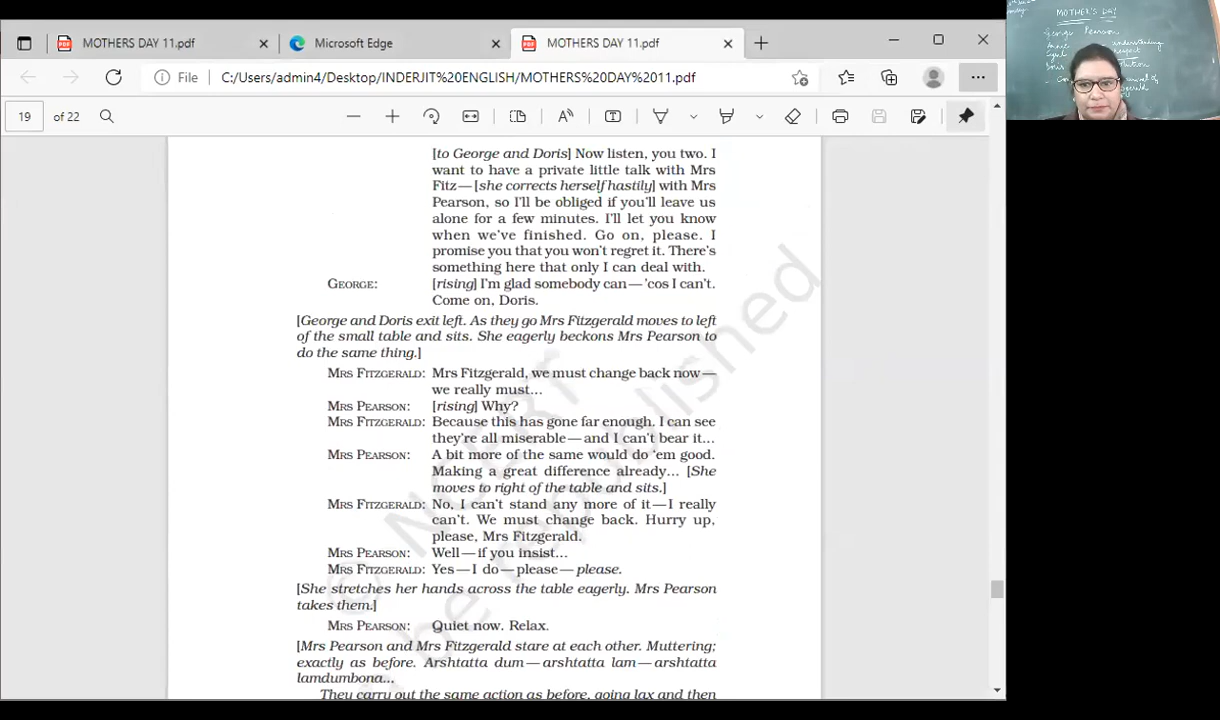 MOTHERS DAY 11.pdf
Microsoft Edge
MOTHERS DAY 11.pdf
File
C:/Users/admin4/Desktop/INDERJIT%20ENGLISH/MOTHERS%20DAY%2011.pdf
19 of 22
[to George and Doris] Now listen, you two. I
want to have a private little talk with Mrs
Fitz—[she corrects herself hastily] with Mrs
Pearson, so I'll be obliged if you'll leave us
alone for a few minutes. I'll let you know
when we've finished. Go on, please. I
promise you that you won't regret it. There's
something here that only I can deal with.
GEORGE: [rising] I'm glad somebody can—'cos I can't.
Come on, Doris.
[George and Doris exit left. As they go Mrs Fitzgerald moves to left
of the small table and sits. She eagerly beckons Mrs Pearson to
do the same thing.]
MRS FITZGERALD: Mrs Fitzgerald, we must change back now—
we really must...
MRS PEARSON: [rising] Why?
MRS FITZGERALD: Because this has gone far enough. I can see
they're all miserable—and I can't bear it...
MRS PEARSON: A bit more of the same would do 'em good.
Making a great difference already... [She
moves to right of the table and sits.]
MRS FITZGERALD: No, I can't stand any more of it—I really
can't. We must change back. Hurry up,
please, Mrs Fitzgerald.
MRS PEARSON: Well—if you insist...
MRS FITZGERALD: Yes—I do—please—please.
[She stretches her hands across the table eagerly. Mrs Pearson
takes them.]
MRS PEARSON: Quiet now. Relax.
[Mrs Pearson and Mrs Fitzgerald stare at each other. Muttering;
exactly as before. Arshtatta dum—arshtatta lam—arshtatta
lamdumbona...
They carry out the same action as before, going lax and then
© NCERT
be republished
MOTHER'S DAY
George Pearson
understanding